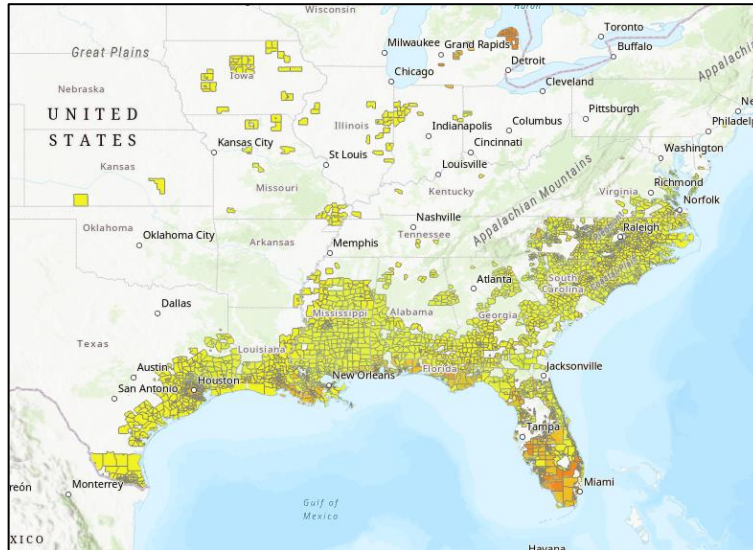 Wisconsin
Huron
Toronto
Great Plains
Milwaukee
Grand Rapids
Buffalo
Detroit
Iowa
Chicago
Cleveland
Nebraska
Pittsburgh
UNITED
STATES
Illinois
Indianapolis
Columbus
Philadelp
Kansas City
Cincinnati
Washington
St Louis
Kansas
Louisville
Richmond
Missouri
Kentucky
Virginia
Norfolk
Appalachian Mountains
Nashville
Raleigh
Oklahoma
Oklahoma City
Tennessee
Arkansas
Memphis
Atlanta
South
Carolina
Dallas
Mississippi
Alabama
Georgia
Texas
Louisiana
Austin
Jacksonville
Houston
New Orleans
Florida
San Antonio
Tampa
Monterrey
Miami
reón
Gulf of
Mexico
XICO
Havana